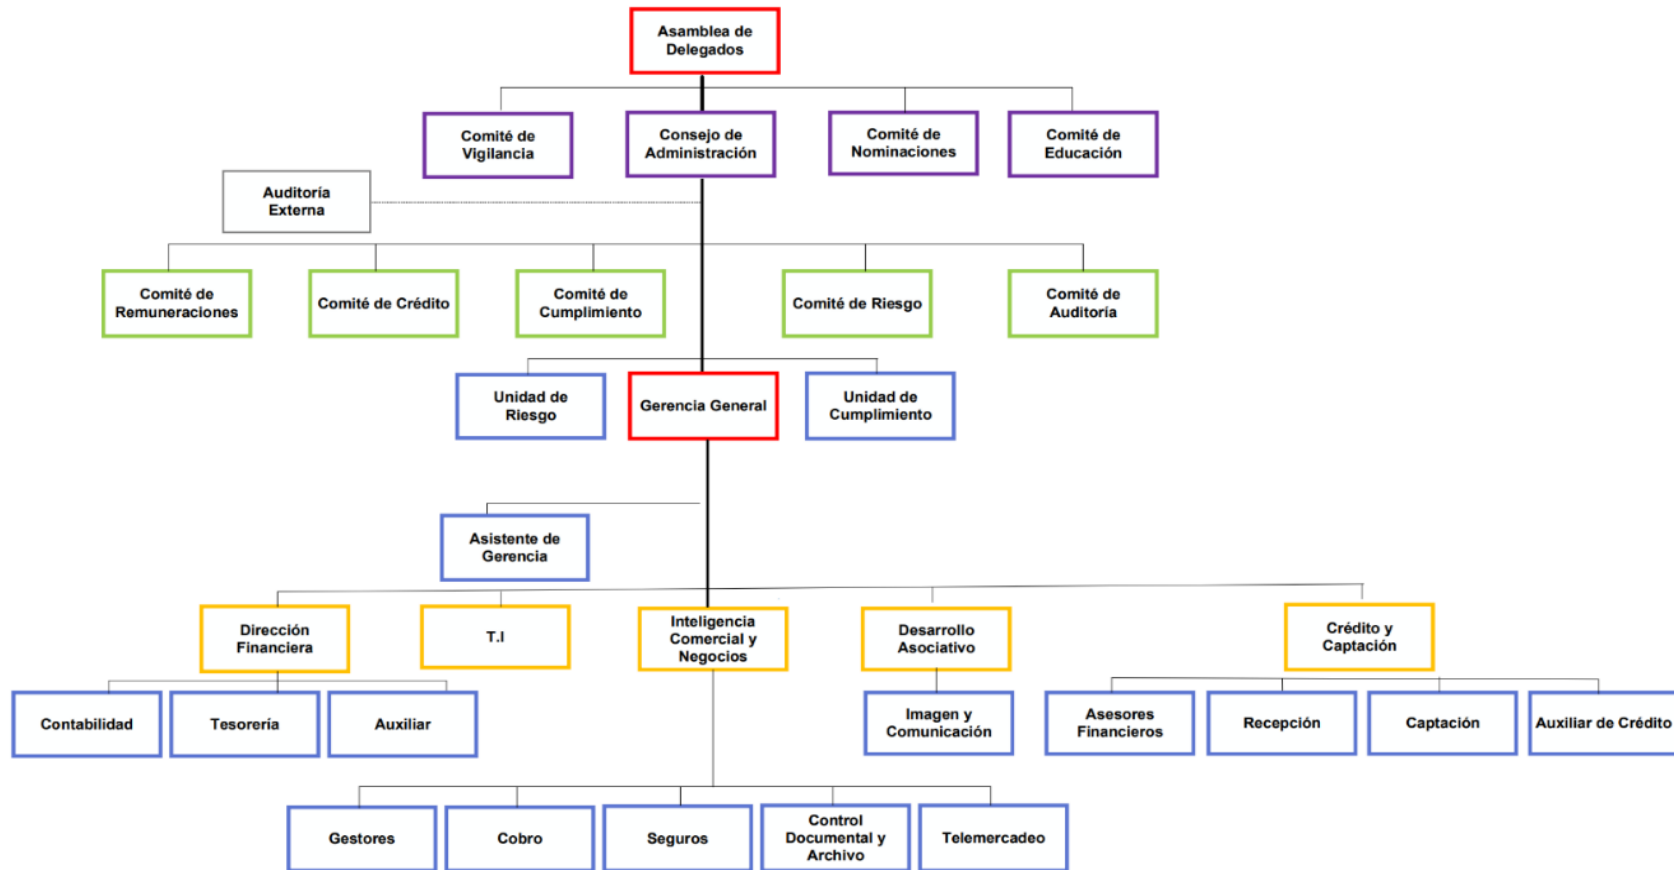 Asamblea de
Delegados
Comité de
Vigilancia
Consejo de
Administración
Comité de
Nominaciones
Comité de
Educación
Auditoría
Externa
Comité de
Remuneraciones
Comité de Crédito
Comité de
Cumplimiento
Comité de Riesgo
Comité de
Auditoría
Unidad de
Riesgo
Gerencia General
Unidad de
Cumplimiento
Asistente de
Gerencia
Dirección
Financiera
T.I
Inteligencia
Comercial y
Negocios
Desarrollo
Asociativo
Crédito y
Captación
Contabilidad
Tesorería
Auxiliar
Imagen y
Comunicación
Asesores
Financieros
Recepción
Captación
Auxiliar de Crédito
Gestores
Cobro
Seguros
Control
Documental y
Archivo
Telemercadeo